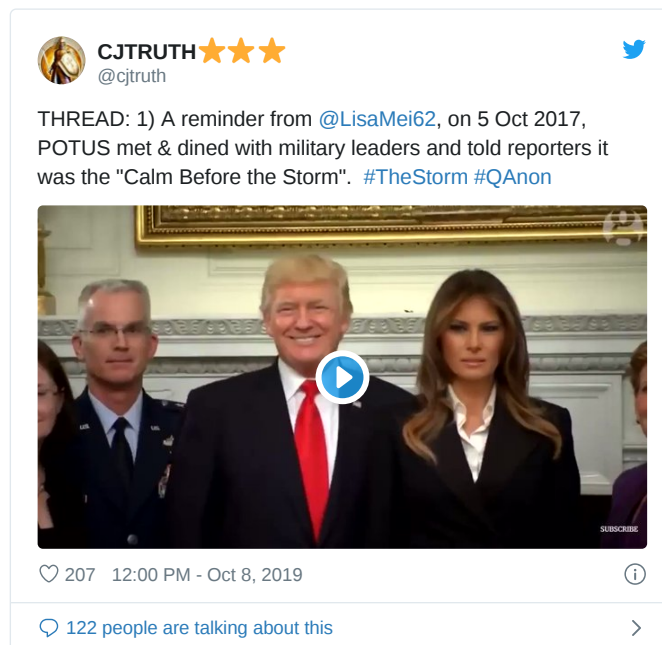 CJTRUTH
@cjtruth
THREAD: 1) A reminder from @LisaMei62, on 5 Oct 2017,
POTUS met & dined with military leaders and told reporters it
was the "Calm Before the Storm". #TheStorm #QAnon
U.S. U.S.
SUBSCRIBE
207 12:00 PM - Oct 8, 2019
122 people are talking about this